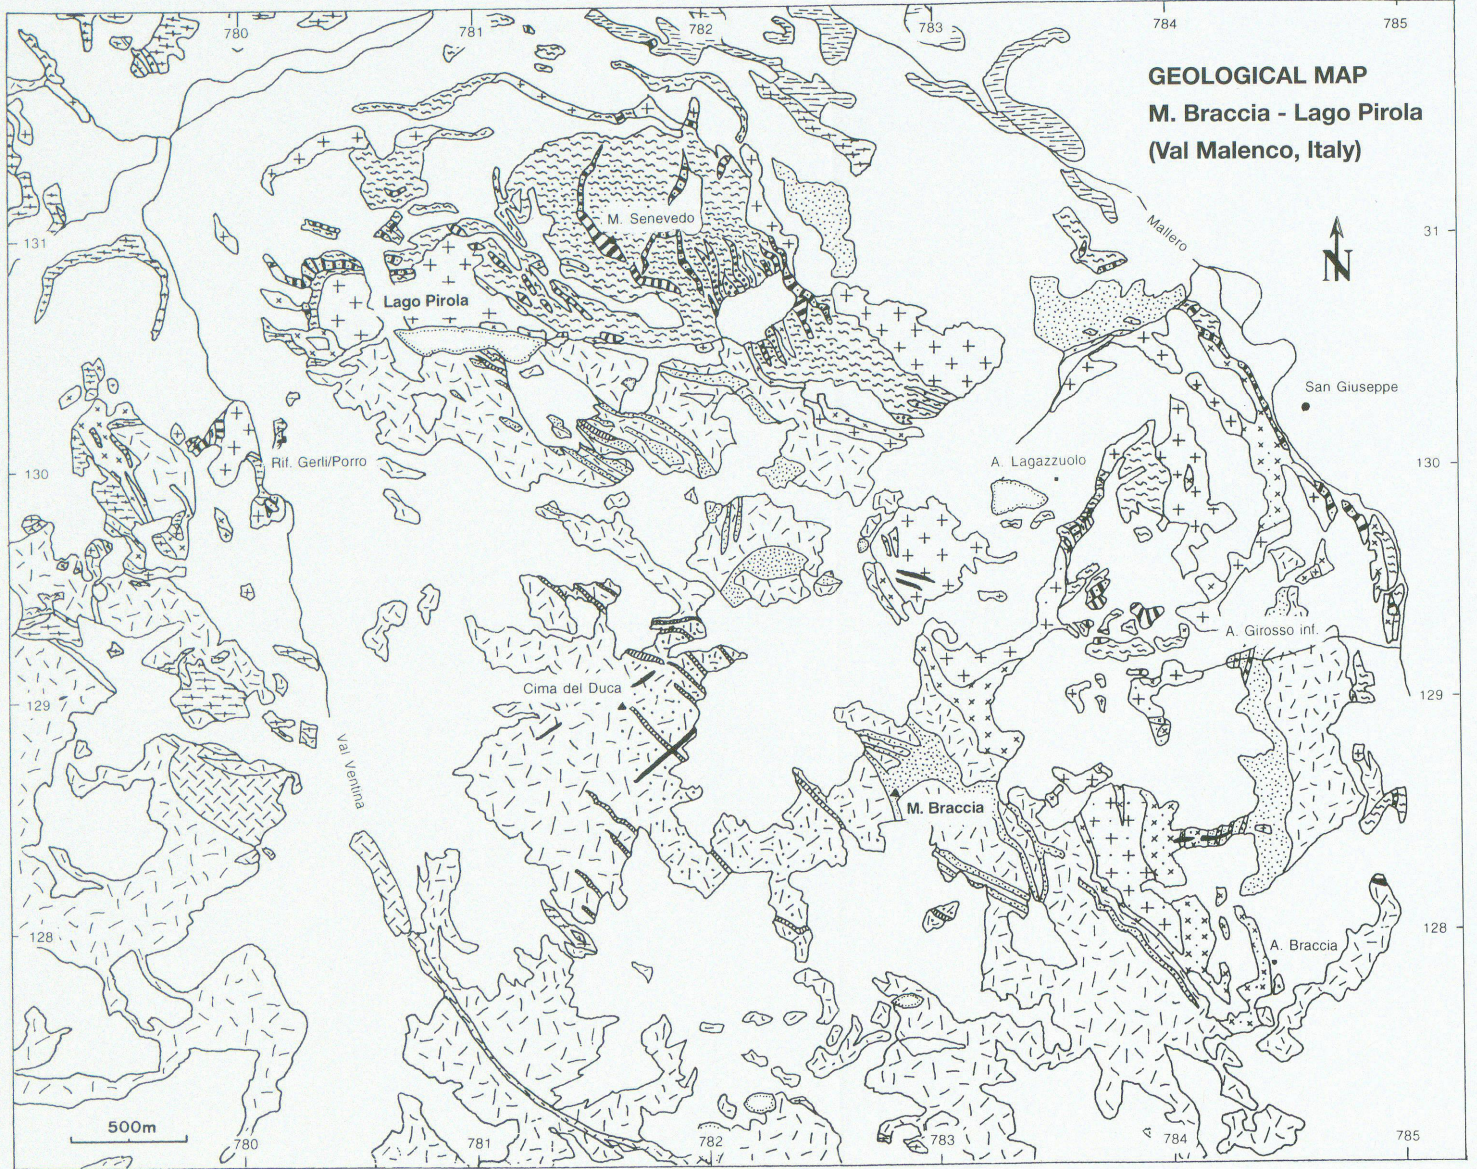 780
781
782
783
784
785
GEOLOGICAL MAP
M. Braccia - Lago Pirola
(Val Malenco, Italy)
M. Senevedo
Mallero
131
31
N
Lago Pirola
San Giuseppe
Rif. Gerli/Porro
A. Lagazzuolo
130
130
A. Girosso inf.
Cima del Duca
129
129
Val Ventina
M. Braccia
128
128
A. Braccia
500m
780
781
782
783
784
785